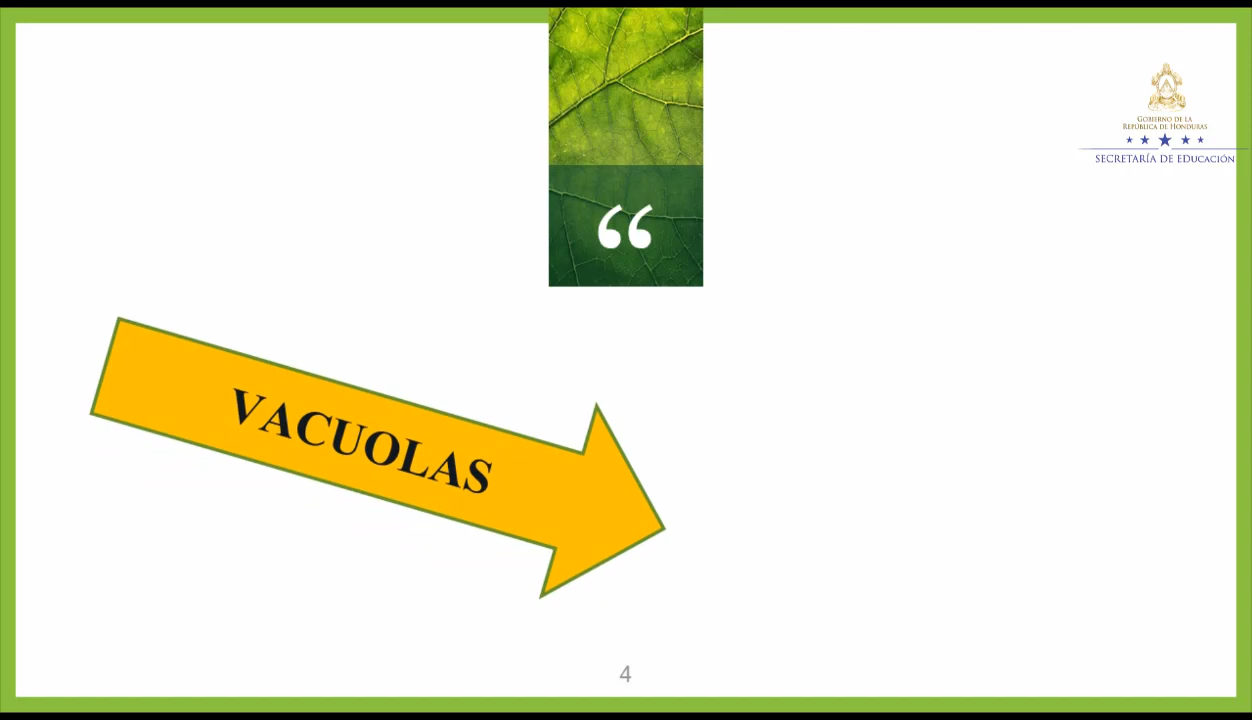 GOBIERNO DE LA
REPÚBLICA DE HONDURAS
SECRETARÍA DE EDUCACIÓN
“
VACUOLAS
4